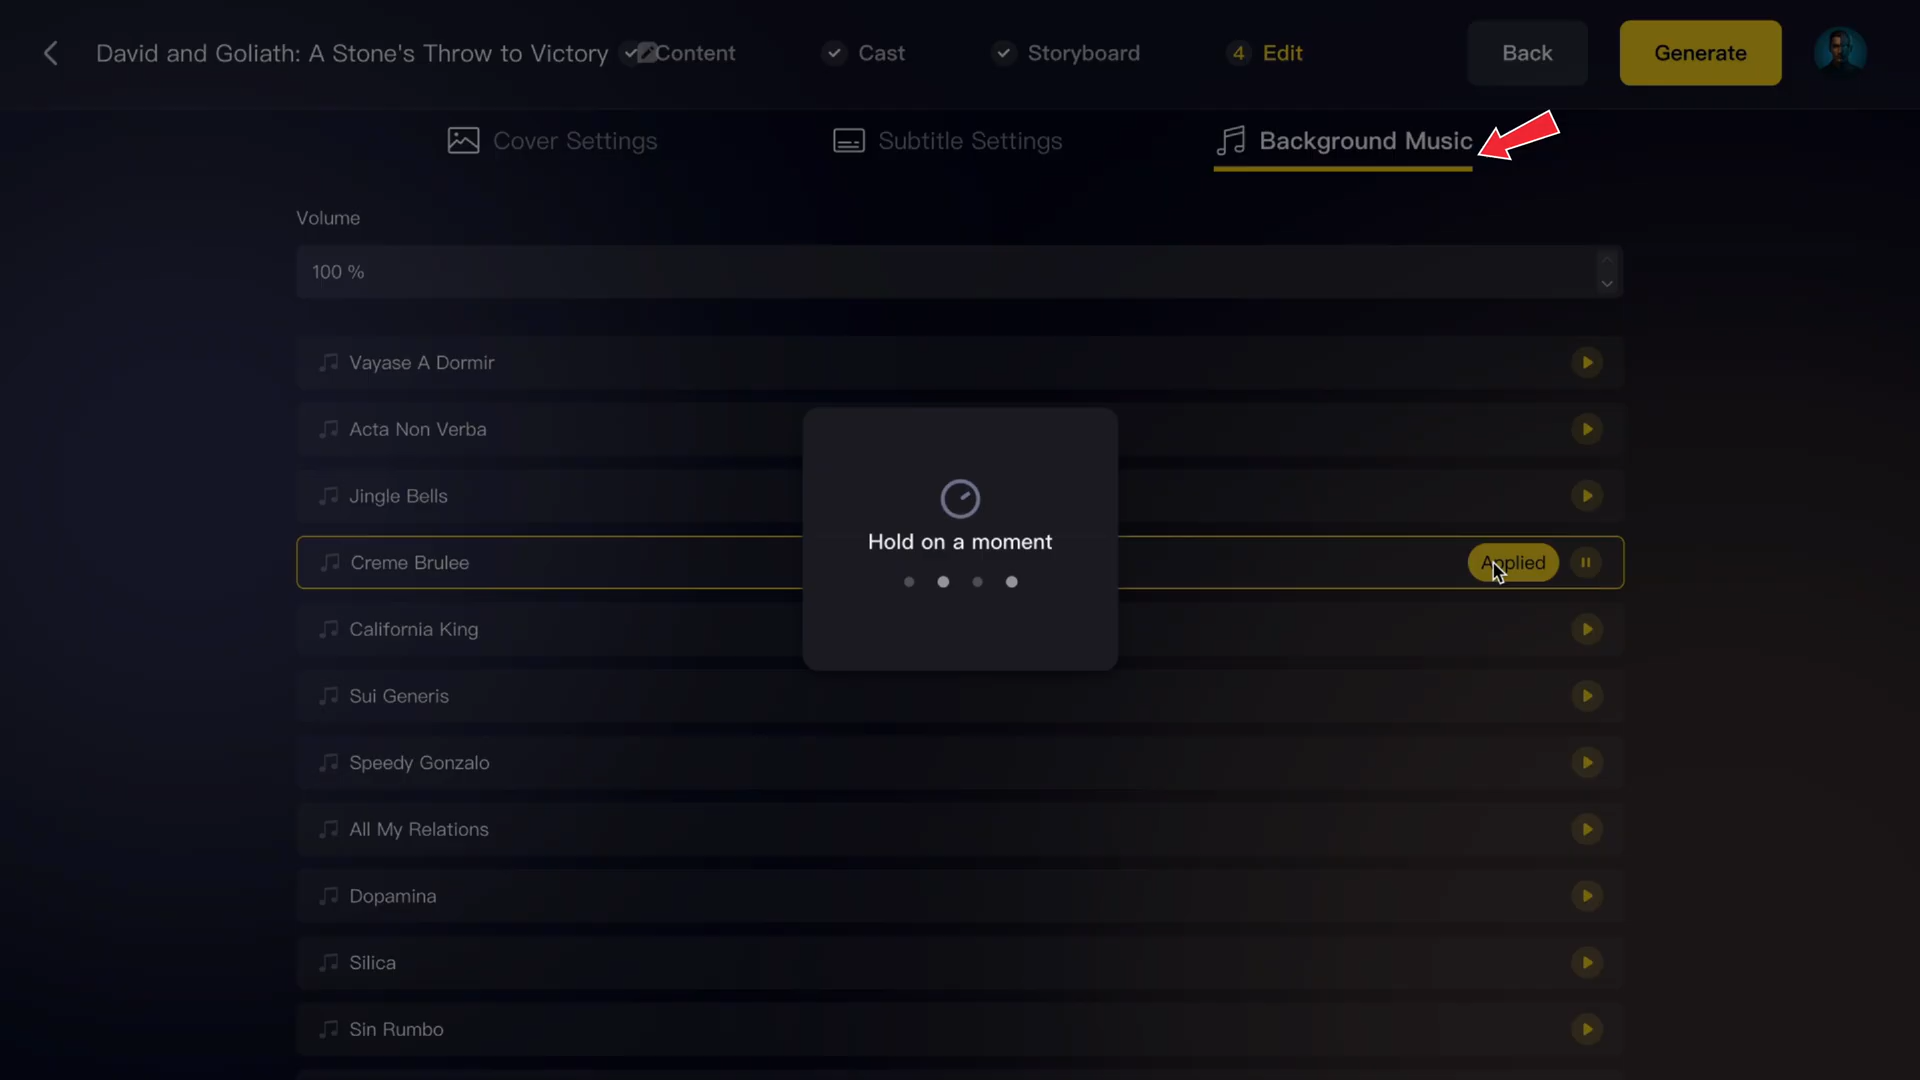 David and Goliath: A Stone's Throw to Victory
Content
Cast
Storyboard
4 Edit
Back
Generate
Cover Settings
Subtitle Settings
Background Music
Volume
100 %
Vayase A Dormir
Acta Non Verba
Jingle Bells
Creme Brulee
Applied
California King
Sui Generis
Speedy Gonzalo
All My Relations
Dopamina
Silica
Sin Rumbo
Hold on a moment